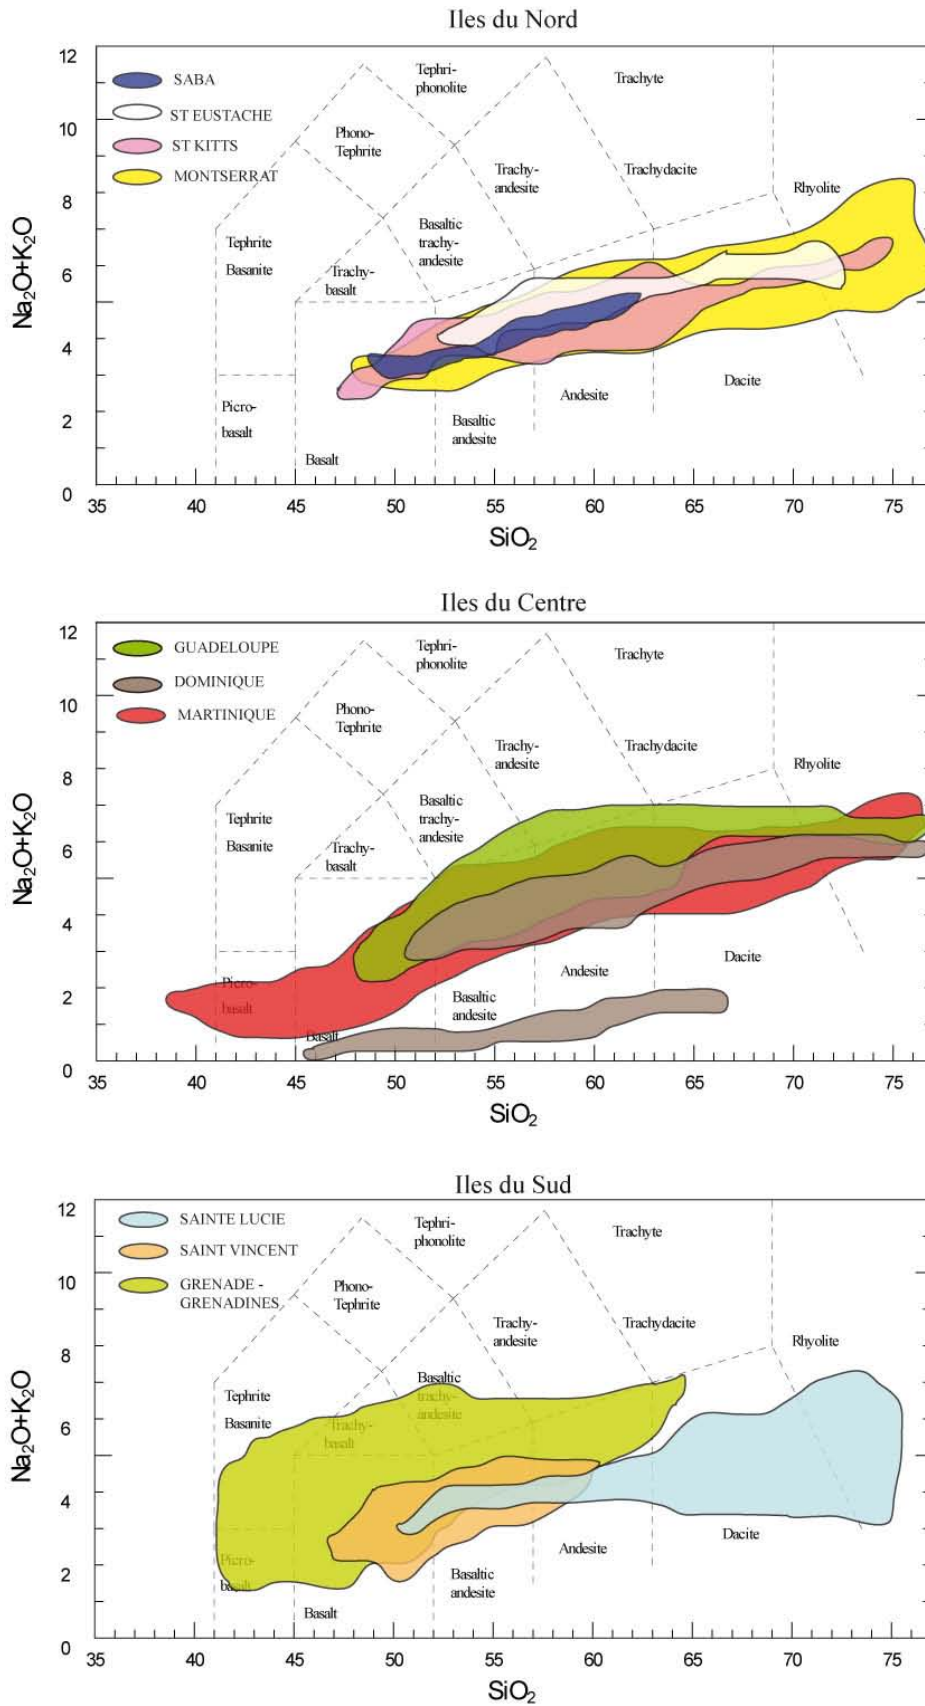 Iles du Nord
12
10
8
6
4
2
0
Na2O+K2O
SABA
ST EUSTACHE
ST KITTS
MONTSERRAT
Tephri-
phonolite
Trachyte
Phono-
Tephrite
Trachy-
andesite
Trachydacite
Rhyolite
Tephrite
Basanite
Basaltic
trachy-
andesite
Trachy-
basalt
Picro-
basalt
Basalt
Basaltic
andesite
Andesite
Dacite
35 40 45 50 55 60 65 70 75
SiO2
Iles du Centre
12
10
8
6
4
2
0
Na2O+K2O
GUADELOUPE
DOMINIQUE
MARTINIQUE
Tephri-
phonolite
Trachyte
Phono-
Tephrite
Trachy-
andesite
Trachydacite
Rhyolite
Tephrite
Basanite
Basaltic
trachy-
andesite
Trachy-
basalt
Picro-
basalt
Basalt
Basaltic
andesite
Andesite
Dacite
35 40 45 50 55 60 65 70 75
SiO2
Iles du Sud
12
10
8
6
4
2
0
Na2O+K2O
SAINTE LUCIE
SAINT VINCENT
GRENADE -
GRENADINES
Tephri-
phonolite
Trachyte
Phono-
Tephrite
Trachy-
andesite
Trachydacite
Rhyolite
Tephrite
Basanite
Basaltic
trachy-
andesite
Trachy-
basalt
Picro-
basalt
Basalt
Basaltic
andesite
Andesite
Dacite
35 40 45 50 55 60 65 70 75
SiO2